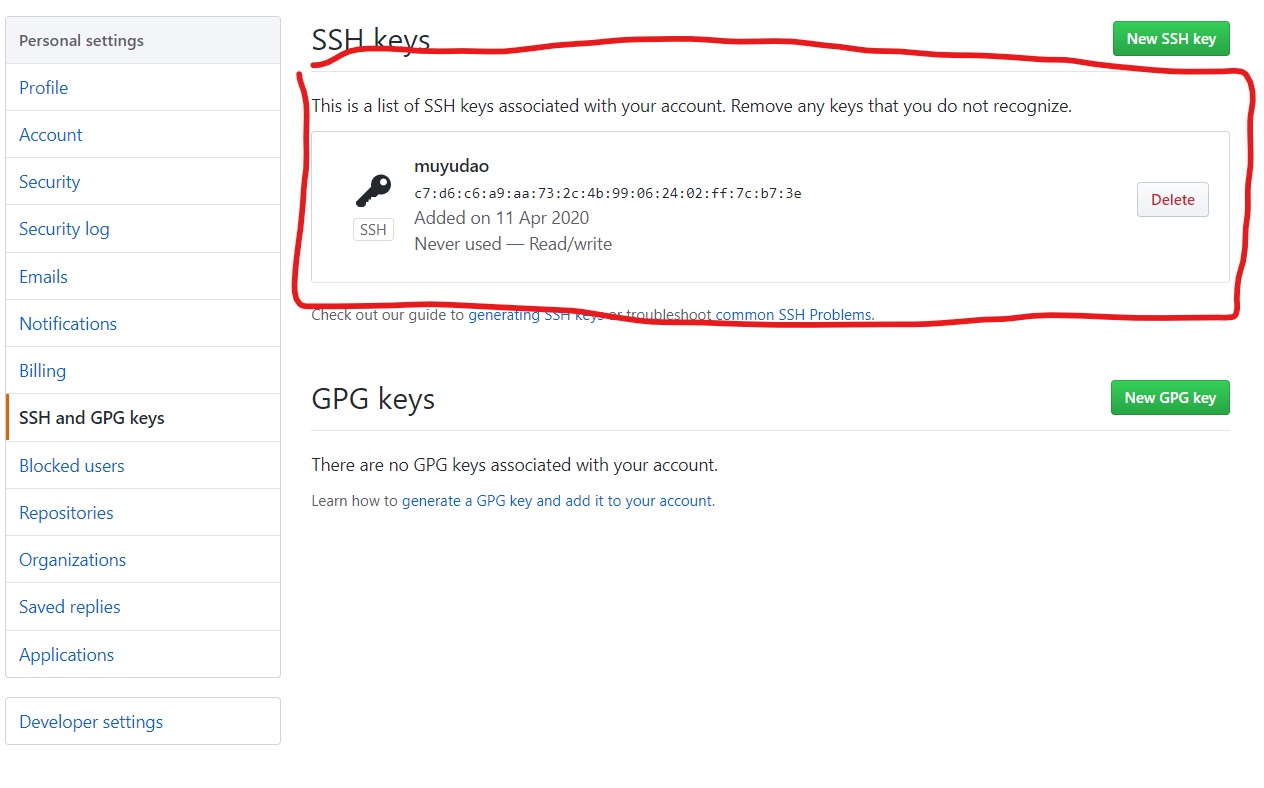 Personal settings
Profile
Account
Security
Security log
Emails
Notifications
Billing
SSH and GPG keys
Blocked users
Repositories
Organizations
Saved replies
Applications
Developer settings
SSH keys
New SSH key
This is a list of SSH keys associated with your account. Remove any keys that you do not recognize.
muyudao
c7:d6:c6:a9:aa:73:2c:4b:99:06:24:02:ff:7c:b7:3e
Added on 11 Apr 2020
Never used — Read/write
SSH
Delete
Check out our guide to generating SSH keys or troubleshoot common SSH Problems.
GPG keys
New GPG key
There are no GPG keys associated with your account.
Learn how to generate a GPG key and add it to your account.